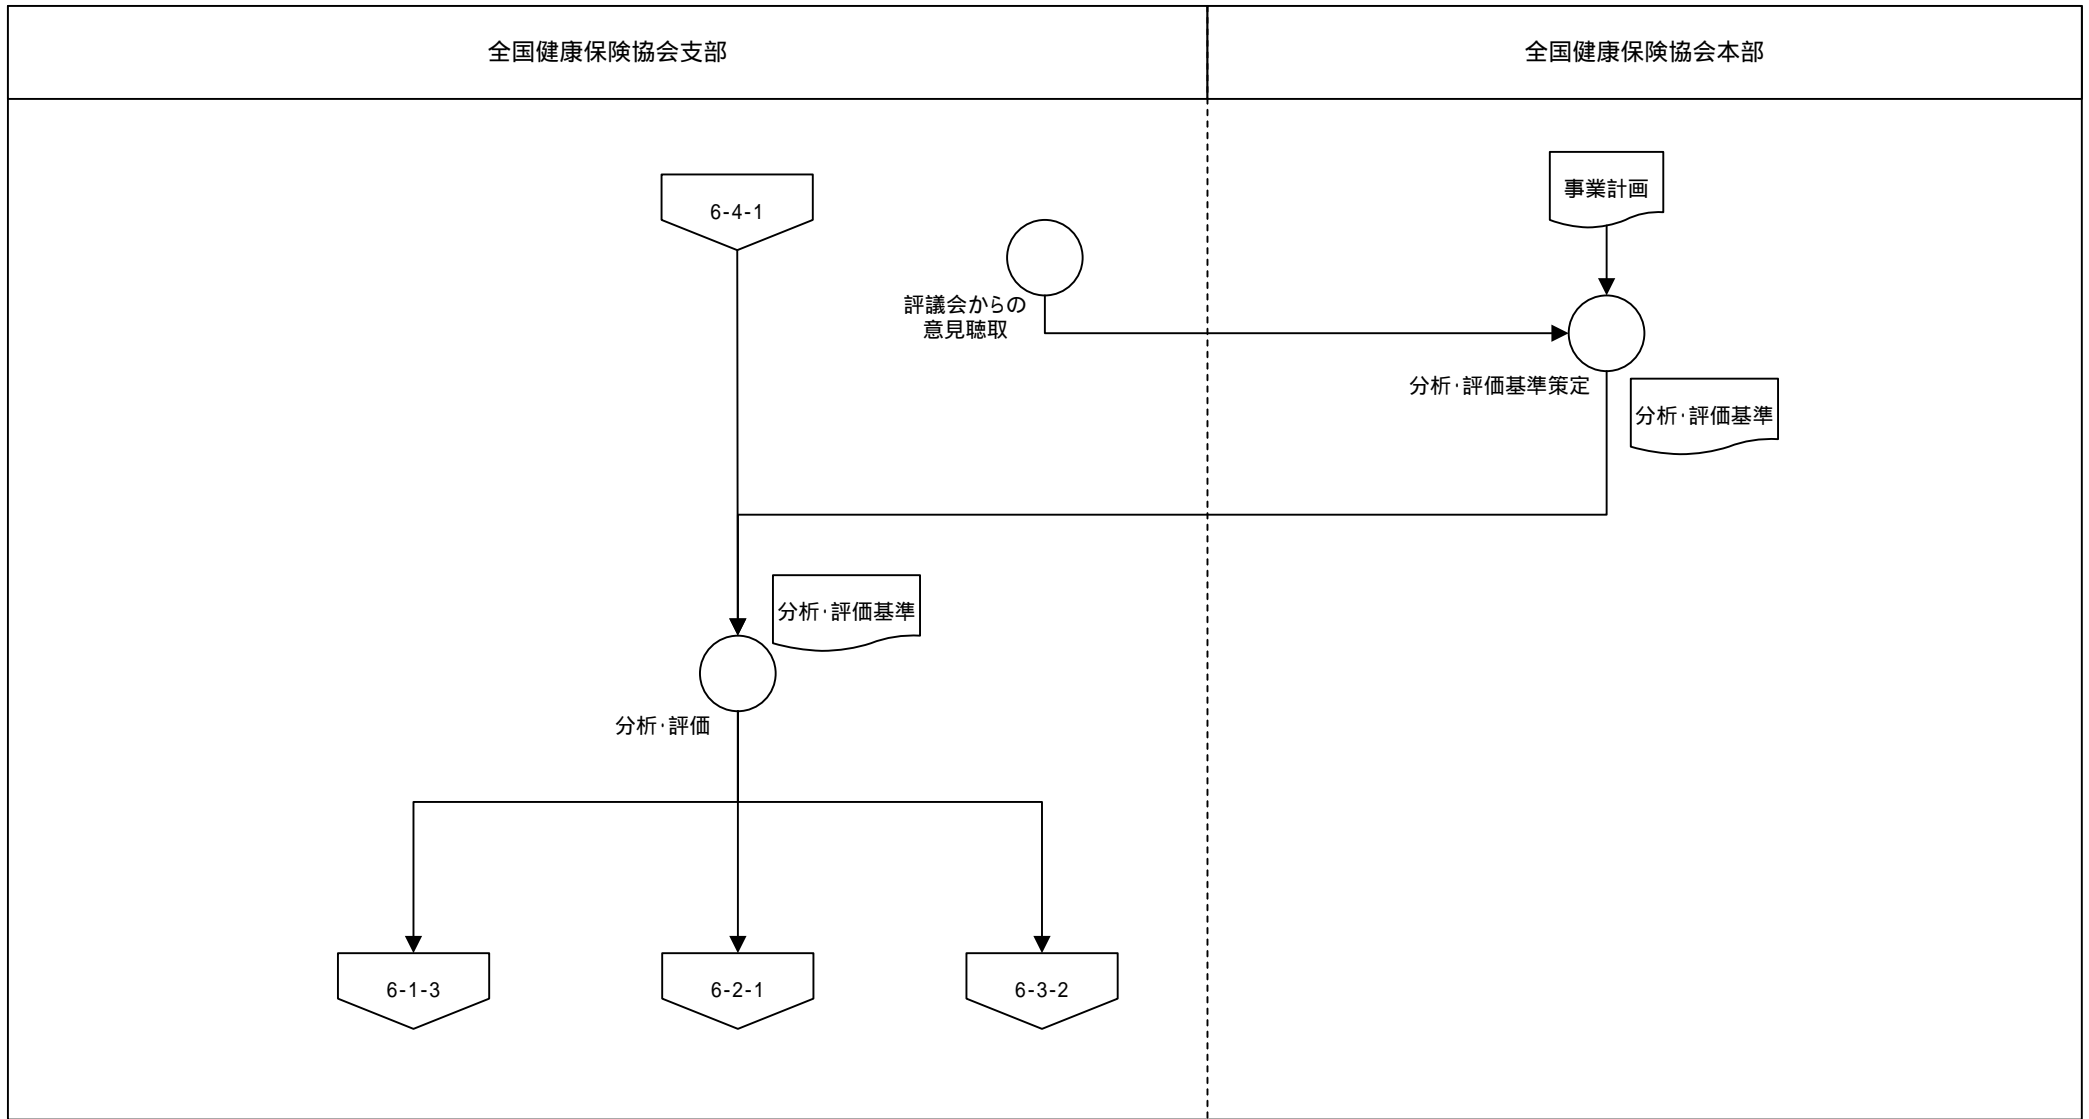 全国健康保険協会支部
全国健康保険協会本部
事業計画
6-4-1
評議会からの
意見聴取
分析・評価基準策定
分析・評価基準
分析・評価基準
分析・評価
6-1-3
6-2-1
6-3-2